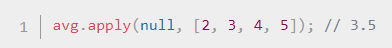 1 avg.apply(null, [2, 3, 4, 5]); // 3.5